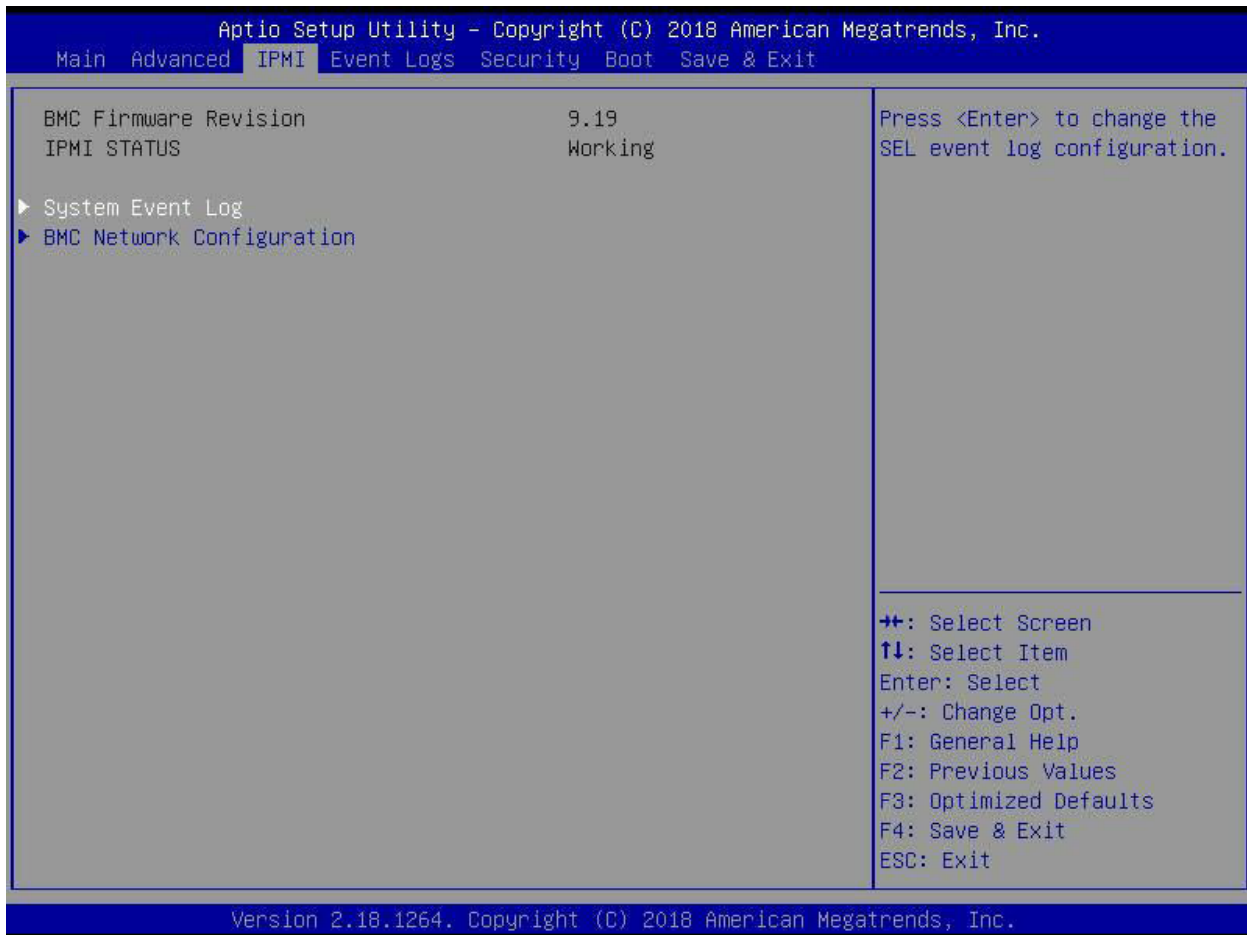 Aptio Setup Utility – Copyright (C) 2018 American Megatrends, Inc.
Main Advanced IPMI Event Logs Security Boot Save & Exit
BMC Firmware Revision 9.19
IPMI STATUS Working
▶ System Event Log
▶ BMC Network Configuration
Press <Enter> to change the
SEL event log configuration.
→←: Select Screen
↑↓: Select Item
Enter: Select
+/-: Change Opt.
F1: General Help
F2: Previous Values
F3: Optimized Defaults
F4: Save & Exit
ESC: Exit
Version 2.18.1264. Copyright (C) 2018 American Megatrends, Inc.